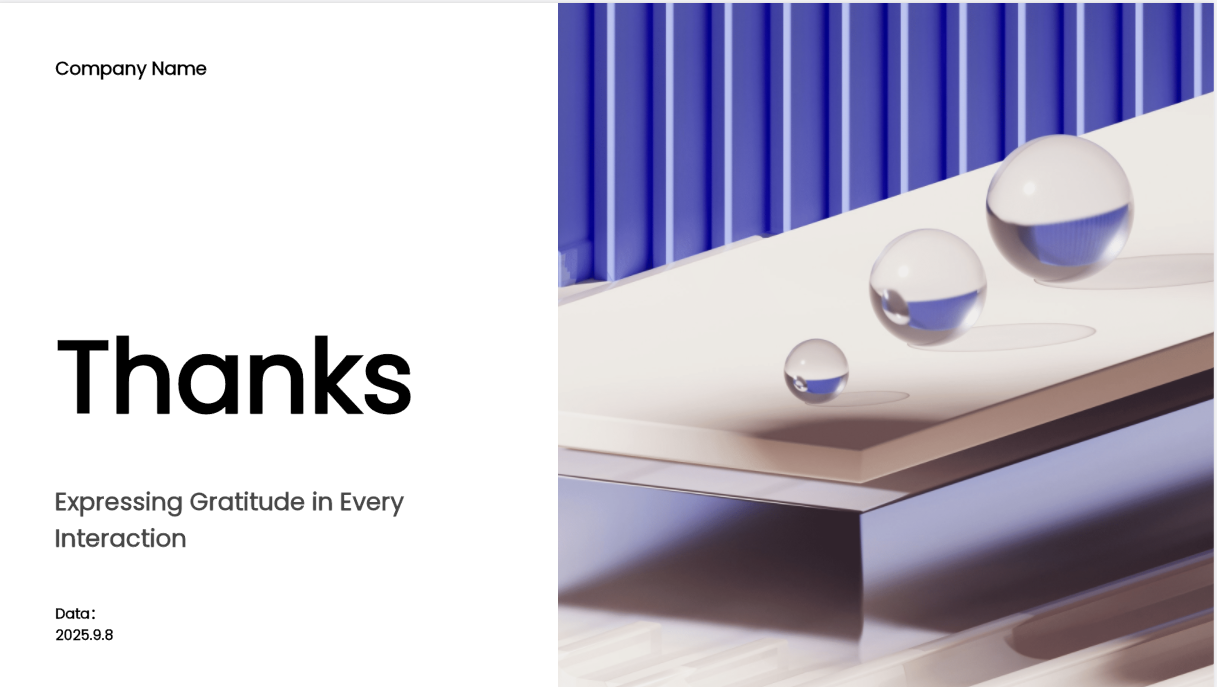 Company Name
Thanks
Expressing Gratitude in Every
Interaction
Data：
2025.9.8